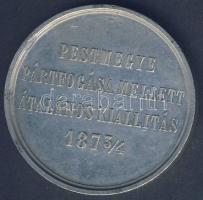 PESTMEGYE
PÁRTFOGÁSA MELLETT
ÁTALÁNOS KIÁLLITÁS
187¾